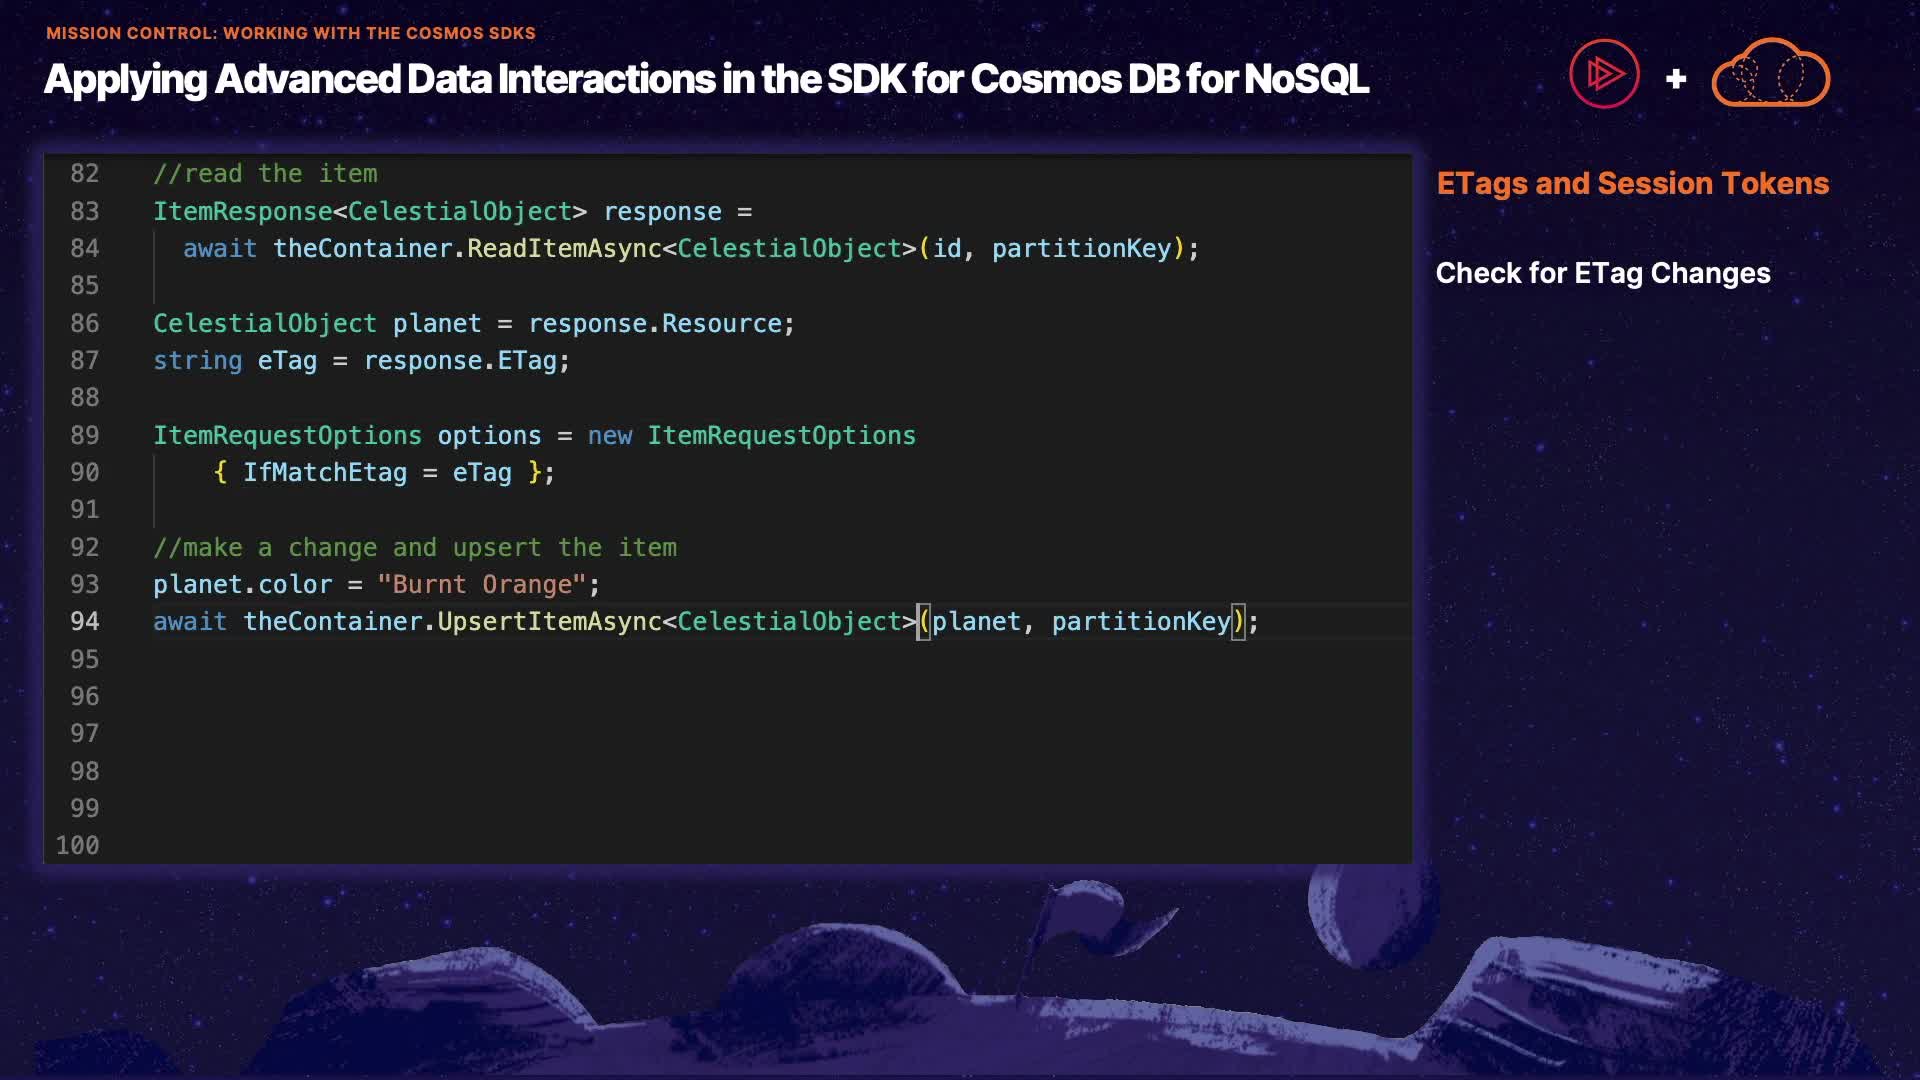 MISSION CONTROL: WORKING WITH THE COSMOS SDKS
Applying Advanced Data Interactions in the SDK for Cosmos DB for NoSQL
+
82 //read the item
83 ItemResponse<CelestialObject> response =
84 await theContainer.ReadItemAsync<CelestialObject>(id, partitionKey);
85
86 CelestialObject planet = response.Resource;
87 string eTag = response.ETag;
88
89 ItemRequestOptions options = new ItemRequestOptions
90 { IfMatchEtag = eTag };
91
92 //make a change and upsert the item
93 planet.color = "Burnt Orange";
94 await theContainer.UpsertItemAsync<CelestialObject>(planet, partitionKey);
95
96
97
98
99
100
ETags and Session Tokens
Check for ETag Changes